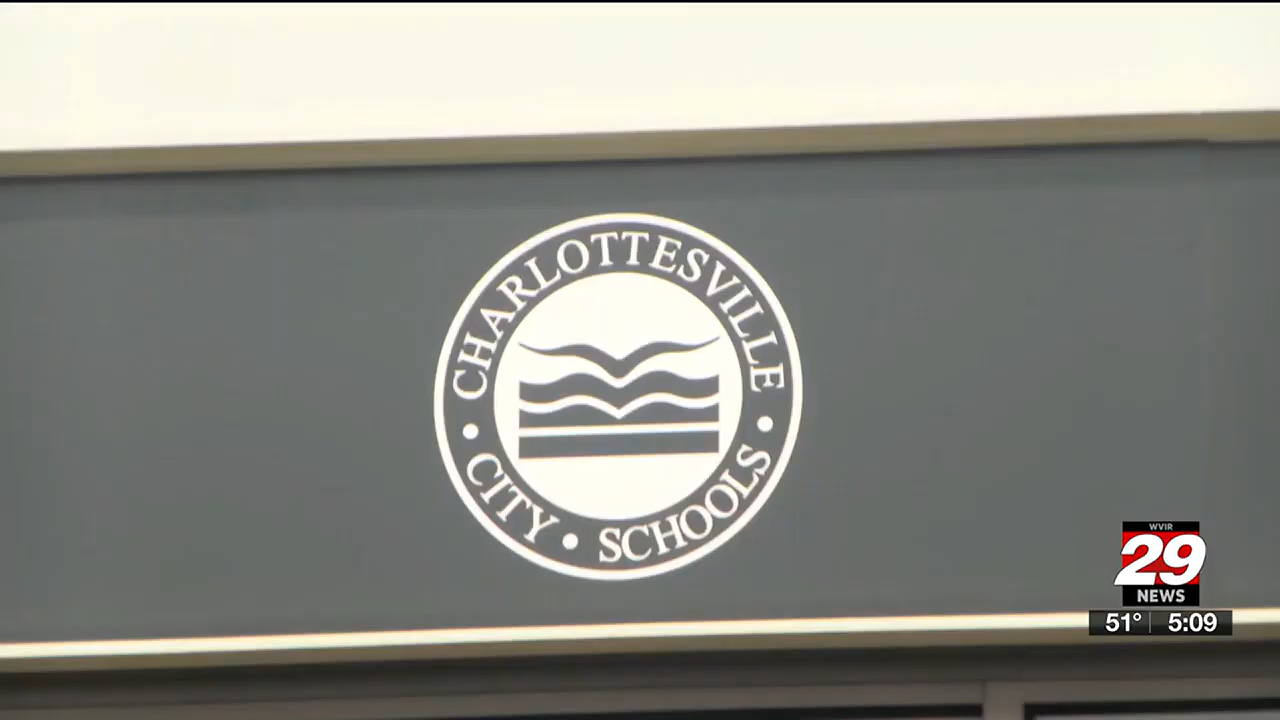 CHARLOTTESVILLE
• CITY • SCHOOLS •
WVIR
29
NEWS
51° 5:09